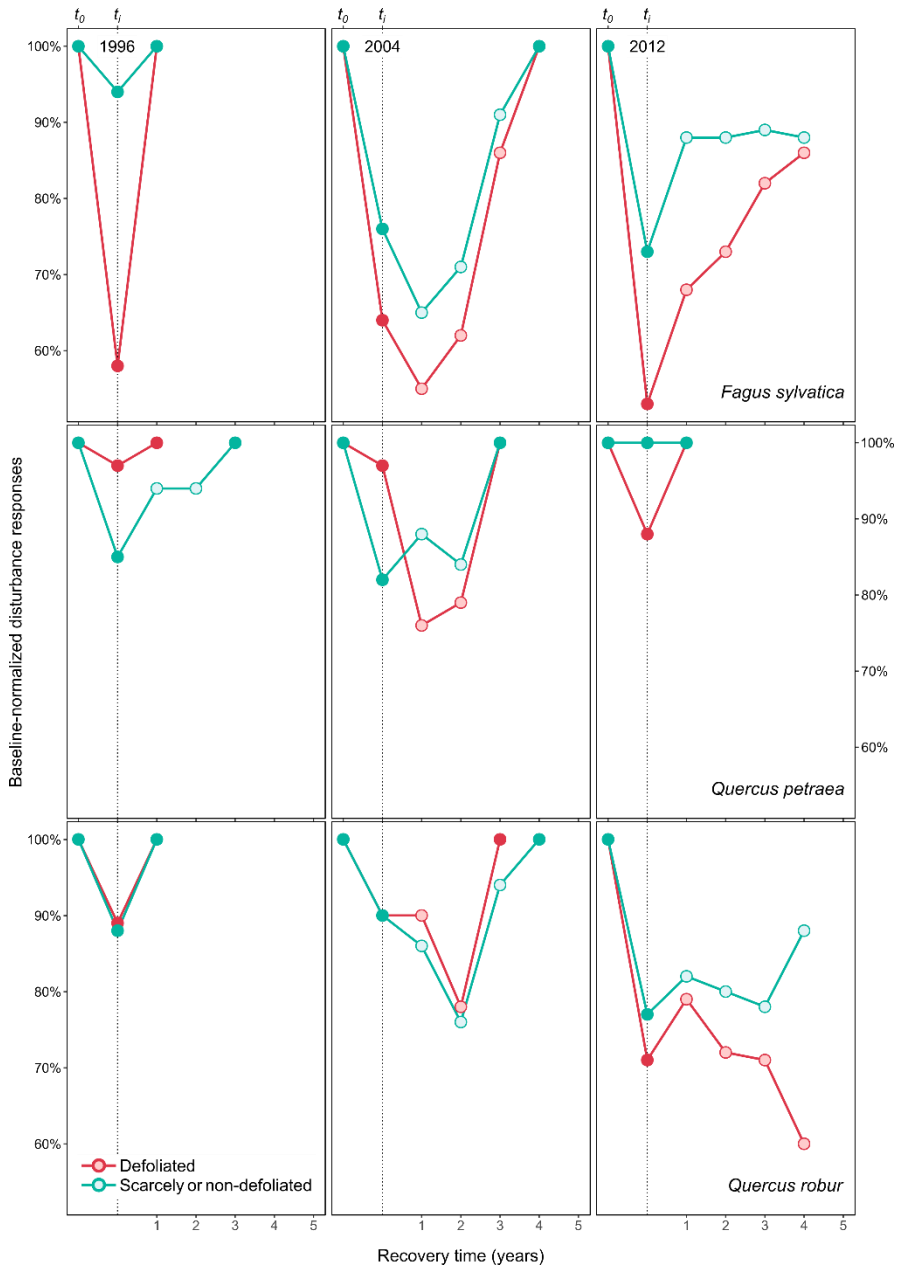 t0 ti t0 ti t0 ti
1996 2004 2012
100%
90%
80%
70%
60%
Fagus sylvatica
Baseline-normalized disturbance responses
100%
90%
80%
70%
60%
Quercus petraea
100%
90%
80%
70%
60%
Defoliated
Scarcely or non-defoliated
Quercus robur
1 2 3 4 5 1 2 3 4 5 1 2 3 4 5
Recovery time (years)